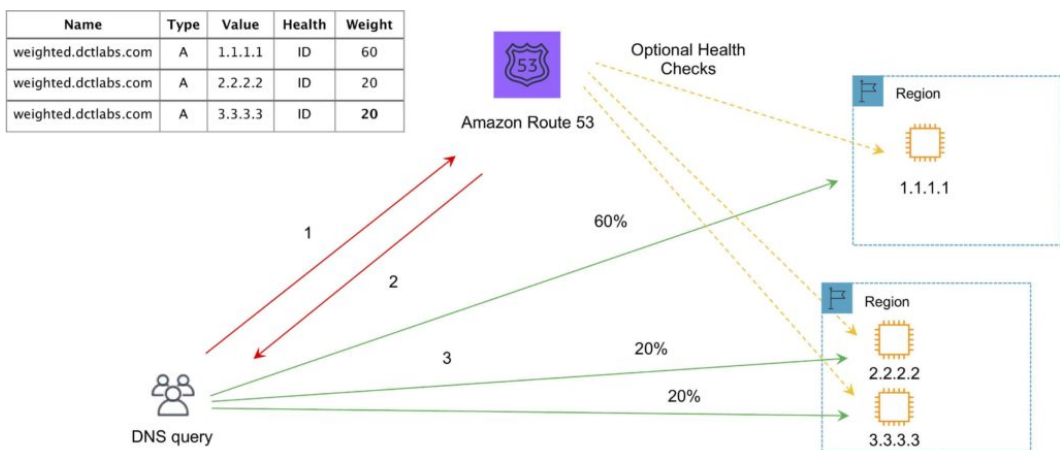 Name Type Value Health Weight
weighted.dctlabs.com A 1.1.1.1 ID 60
weighted.dctlabs.com A 2.2.2.2 ID 20
weighted.dctlabs.com A 3.3.3.3 ID 20
53
Amazon Route 53
Optional Health
Checks
Region
1.1.1.1
1
60%
2
Region
3
20%
2.2.2.2
20%
3.3.3.3
DNS query